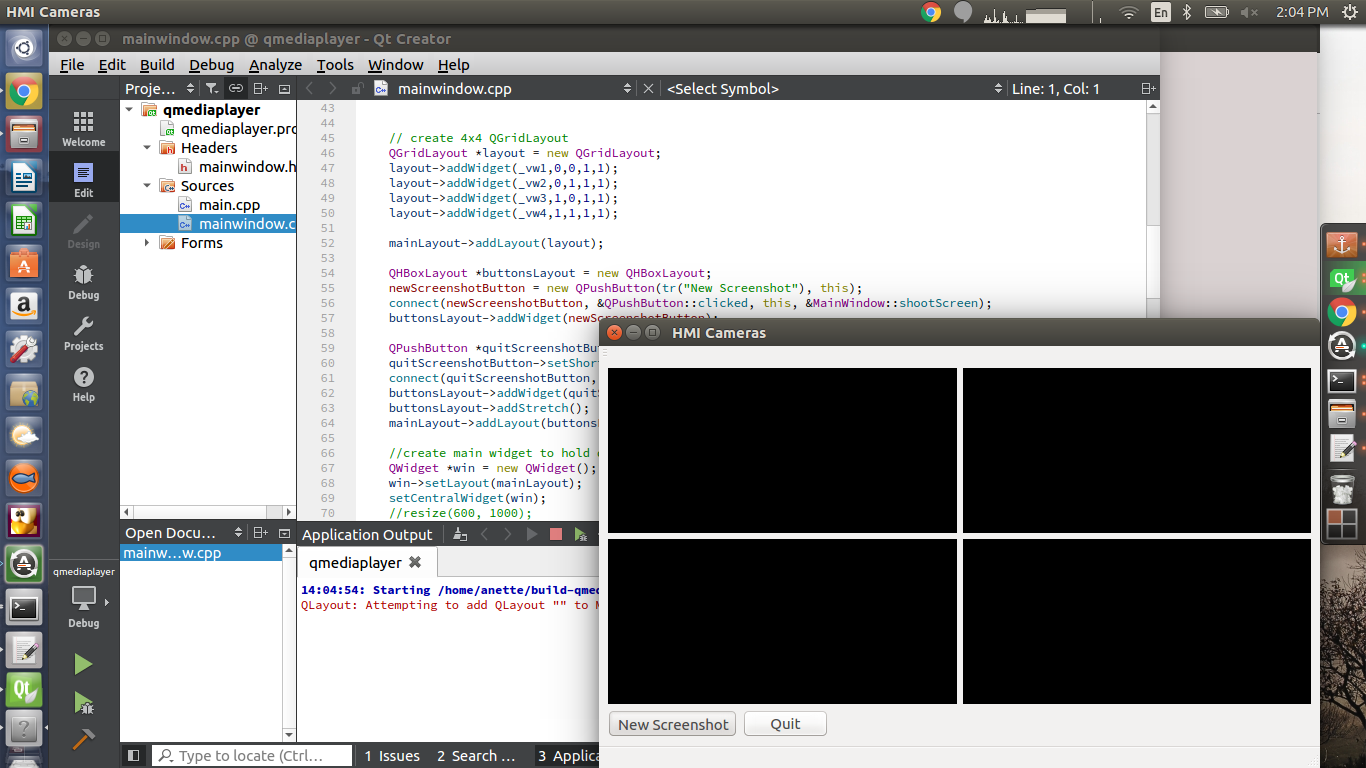 HMI Cameras
En
2:04 PM
mainwindow.cpp @ qmediaplayer - Qt Creator
File Edit Build Debug Analyze Tools Window Help
Proje...
mainwindow.cpp
<Select Symbol>
Line: 1, Col: 1
Welcome
Edit
Design
Debug
Projects
Help
qmediaplayer
qmediaplayer.pro
Headers
mainwindow.h
Sources
main.cpp
mainwindow.c
Forms
43
44
45 // create 4x4 QGridLayout
46 QGridLayout *layout = new QGridLayout;
47 layout->addWidget(_vw1,0,0,1,1);
48 layout->addWidget(_vw2,0,1,1,1);
49 layout->addWidget(_vw3,1,0,1,1);
50 layout->addWidget(_vw4,1,1,1,1);
51
52 mainLayout->addLayout(layout);
53
54 QHBoxLayout *buttonsLayout = new QHBoxLayout;
55 newScreenshotButton = new QPushButton(tr("New Screenshot"), this);
56 connect(newScreenshotButton, &QPushButton::clicked, this, &MainWindow::shootScreen);
57 buttonsLayout->addWidget(newScreenshotButton);
58
59 QPushButton *quitScreenshotBu
60 quitScreenshotButton->setShor
61 connect(quitScreenshotButton,
62 buttonsLayout->addWidget(quitS
63 buttonsLayout->addStretch();
64 mainLayout->addLayout(buttons
65
66 //create main widget to hold
67 QWidget *win = new QWidget();
68 win->setLayout(mainLayout);
69 setCentralWidget(win);
70 //resize(600, 1000);
Open Docu...
mainw...w.cpp
Application Output
qmediaplayer
14:04:54: Starting /home/anette/build-qmed
QLayout: Attempting to add QLayout "" to M
qmediaplayer
Debug
Type to locate (Ctrl...
1 Issues
2 Search ...
3 Applica
HMI Cameras
New Screenshot
Quit